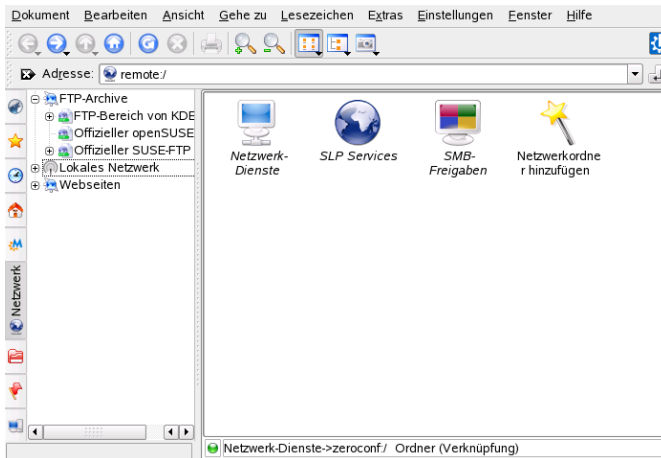 Dokument Bearbeiten Ansicht Gehe zu Lesezeichen Extras Einstellungen Fenster Hilfe
Adresse: remote:/
FTP-Archive
FTP-Bereich von KDE
Offizieller openSUSE
Offizieller SUSE-FTP
Lokales Netzwerk
Webseiten
Netzwerk
Netzwerk-
Dienste
SLP Services
SMB-
Freigaben
Netzwerkordne
r hinzufügen
Netzwerk-Dienste->zeroconf:/ Ordner (Verknüpfung)